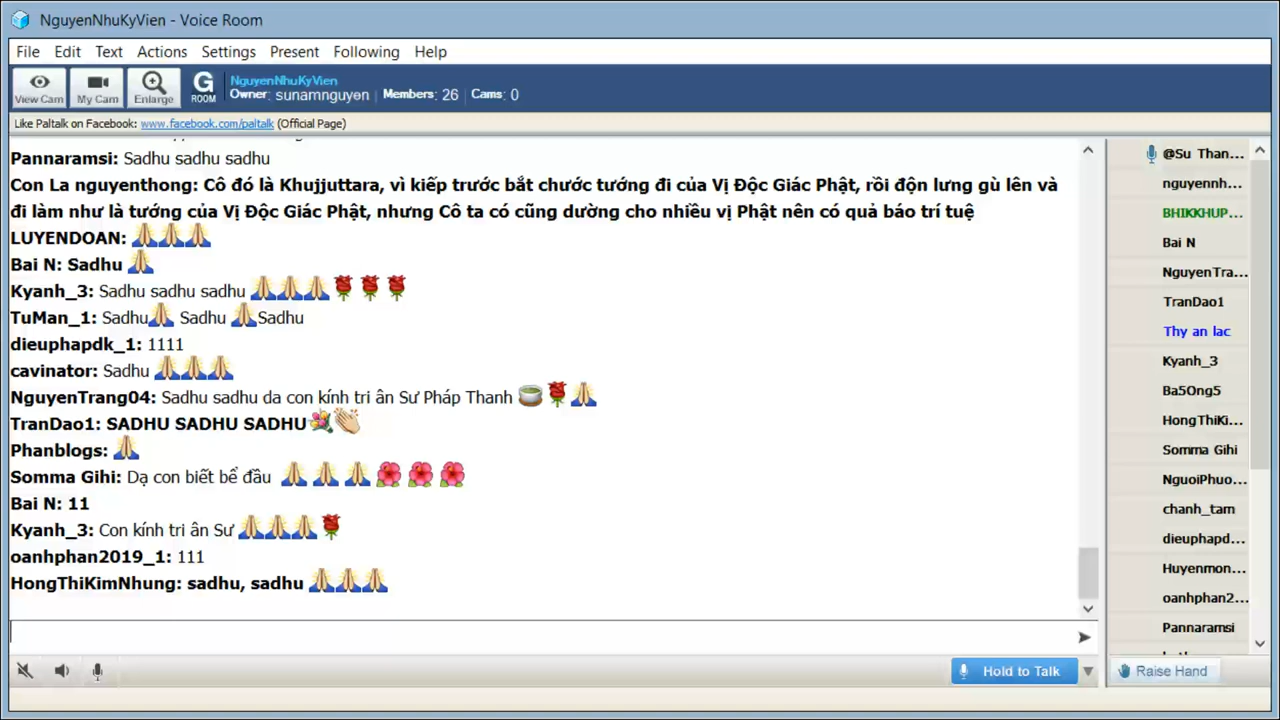 NguyenNhuKyVien - Voice Room
File Edit Text Actions Settings Present Following Help
View Cam My Cam Enlarge G ROOM NguyenNhuKyVien
Owner: sunamnguyen Members: 26 Cams: 0
Like Paltalk on Facebook: www.facebook.com/paltalk (Official Page)
Pannaramsi: Sadhu sadhu sadhu
Con La nguyenthong: Cô đó là Khujjuttara, vì kiếp trước bắt chước tướng đi của Vị Độc Giác Phật, rồi độn lưng gù lên và
đi làm như là tướng của Vị Độc Giác Phật, nhưng Cô ta có cũng dường cho nhiều vị Phật nên có quả báo trí tuệ
LUYENDOAN: 🙏🙏🙏
Bai N: Sadhu 🙏
Kyanh_3: Sadhu sadhu sadhu 🙏🙏🙏🌹🌹🌹
TuMan_1: Sadhu🙏 Sadhu 🙏Sadhu
dieuphapdk_1: 1111
cavinator: Sadhu 🙏🙏🙏
NguyenTrang04: Sadhu sadhu da con kính tri ân Sư Pháp Thanh 🍵🌹🙏
TranDao1: SADHU SADHU SADHU💐👏
Phanblogs: 🙏
Somma Gihi: Dạ con biết bể đầu 🙏 🙏 🙏🌺🌺🌺
Bai N: 11
Kyanh_3: Con kính tri ân Sư 🙏🙏🙏🌹
oanhphan2019_1: 111
HongThiKimNhung: sadhu, sadhu 🙏🙏🙏
@Su Than...
nguyennh...
BHIKKHUP...
Bai N
NguyenTra...
TranDao1
Thy an lac
Kyanh_3
Ba5Ong5
HongThiKi...
Somma Gihi
NguoiPhuo...
chanh_tam
dieuphapd...
Huyenmon...
oanhphan2...
Pannaramsi
Hold to Talk
Raise Hand